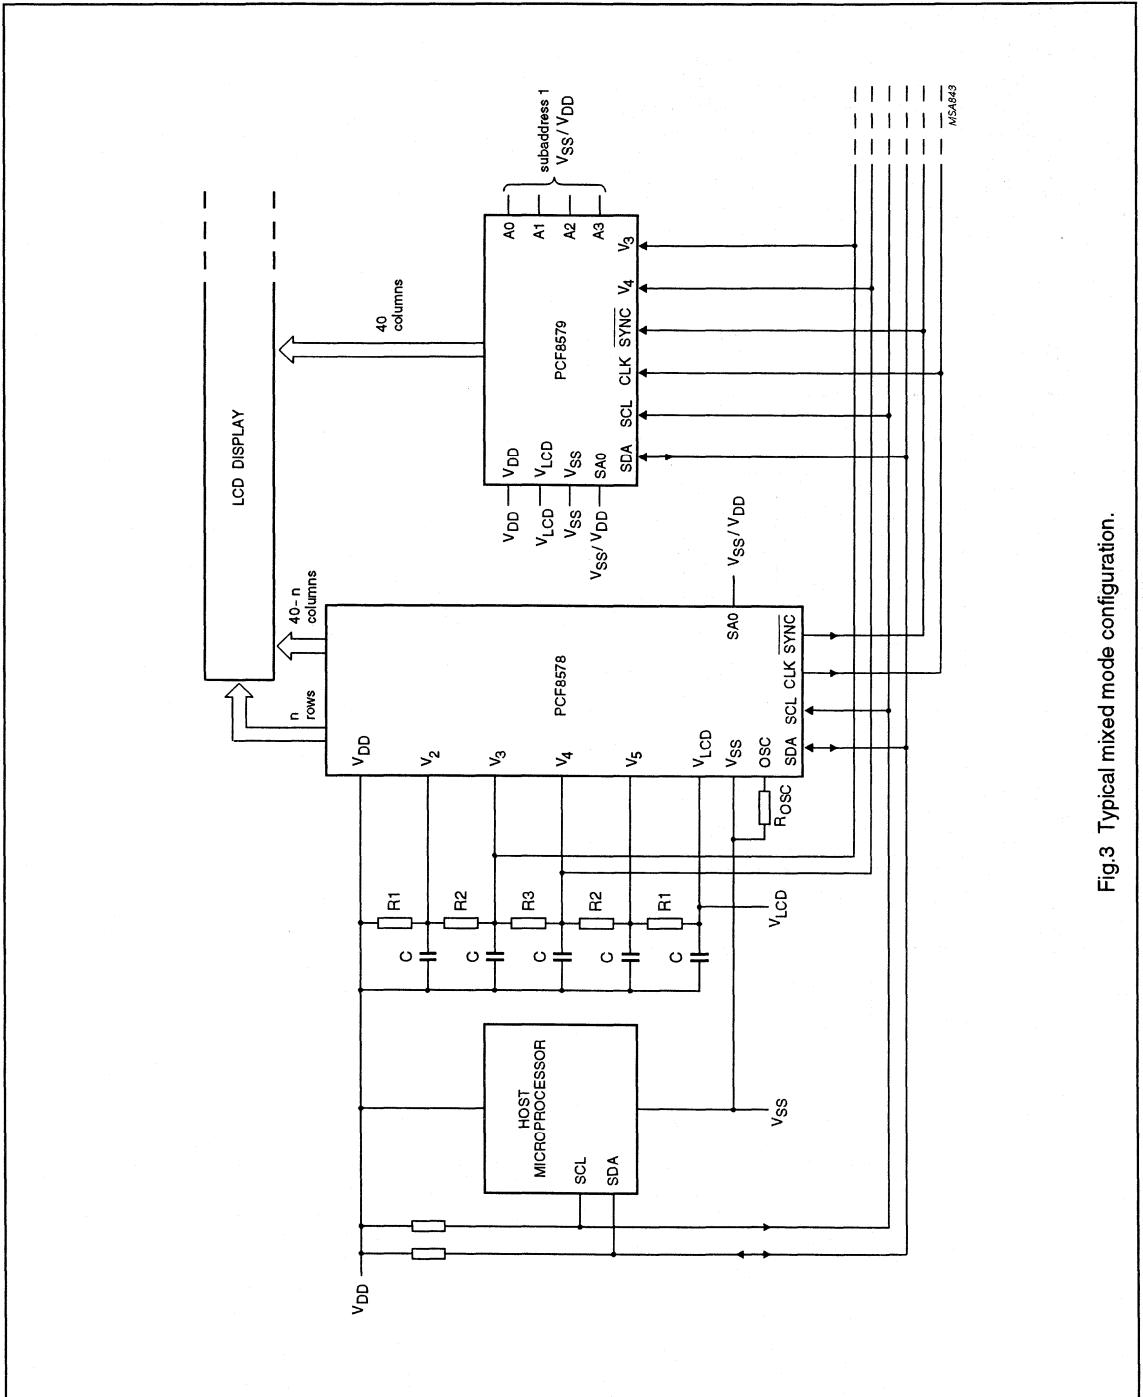 LCD DISPLAY
n
rows
40-n
columns
40
columns
VDD
V2
V3
V4
V5
VLCD
VSS
OSC
ROSC
PCF8578
SA0
VSS/VDD
SDA
SCL
CLK
SYNC
PCF8579
VDD
VDD
VLCD
VLCD
VSS
VSS
VSS/VDD
SA0
A0
A1
A2
A3
subaddress 1
VSS/VDD
SDA
SCL
CLK
SYNC
V4
V3
R1
R2
R3
R2
R1
C
C
C
C
C
VLCD
HOST
MICROPROCESSOR
SCL
SDA
VSS
VDD
MSA843
Fig.3 Typical mixed mode configuration.